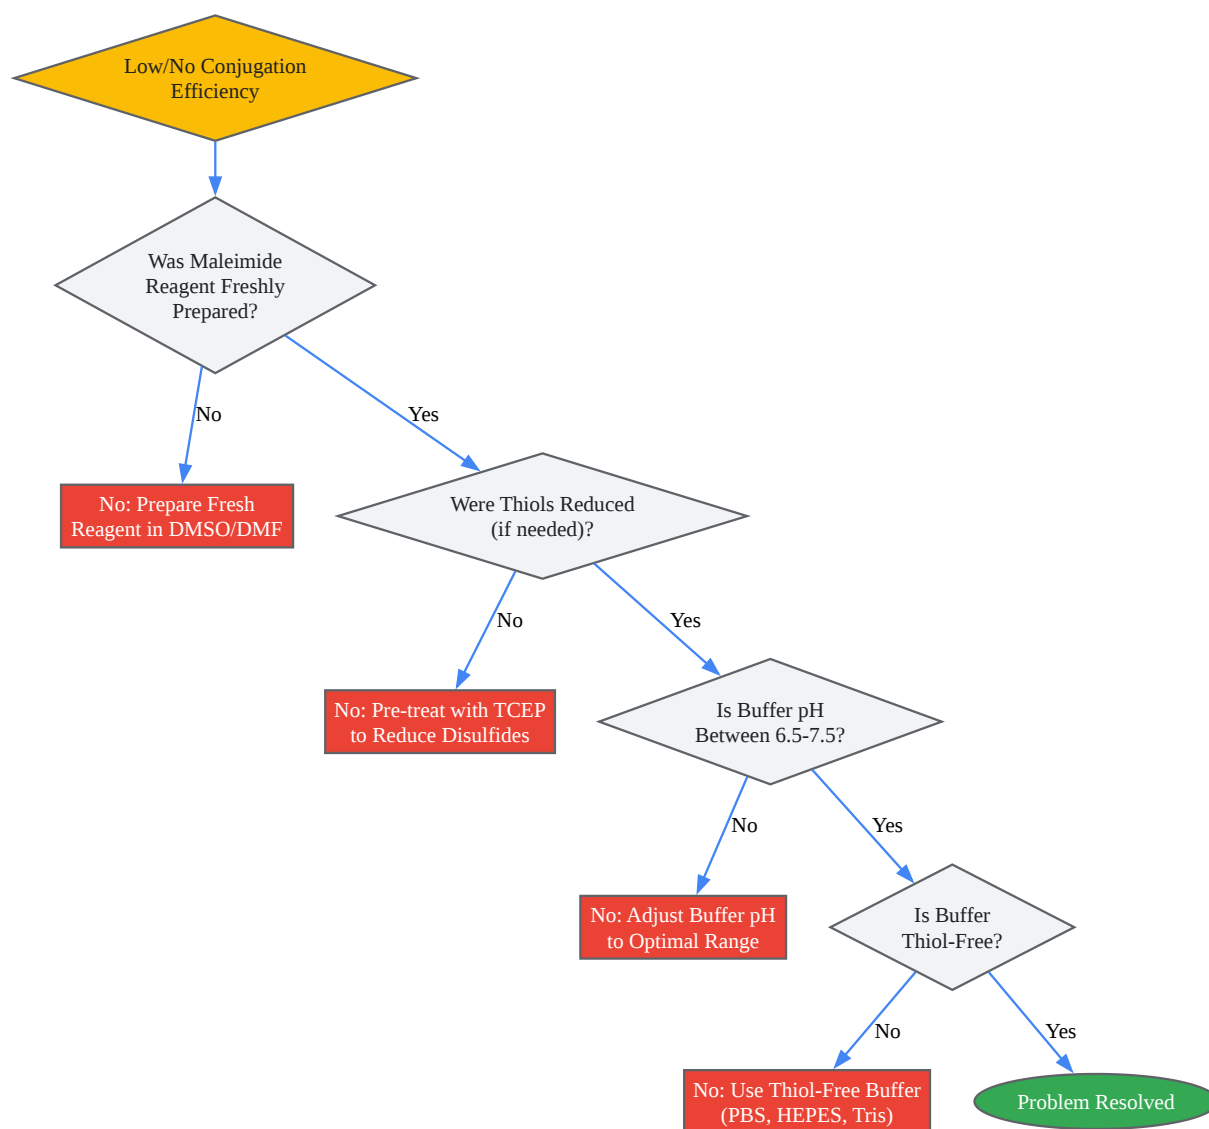 Low/No Conjugation
Efficiency
Was Maleimide
Reagent Freshly
Prepared?
No
Yes
No: Prepare Fresh
Reagent in DMSO/DMF
Were Thiols Reduced
(if needed)?
No
Yes
No: Pre-treat with TCEP
to Reduce Disulfides
Is Buffer pH
Between 6.5-7.5?
No
Yes
No: Adjust Buffer pH
to Optimal Range
Is Buffer
Thiol-Free?
No
Yes
No: Use Thiol-Free Buffer
(PBS, HEPES, Tris)
Problem Resolved